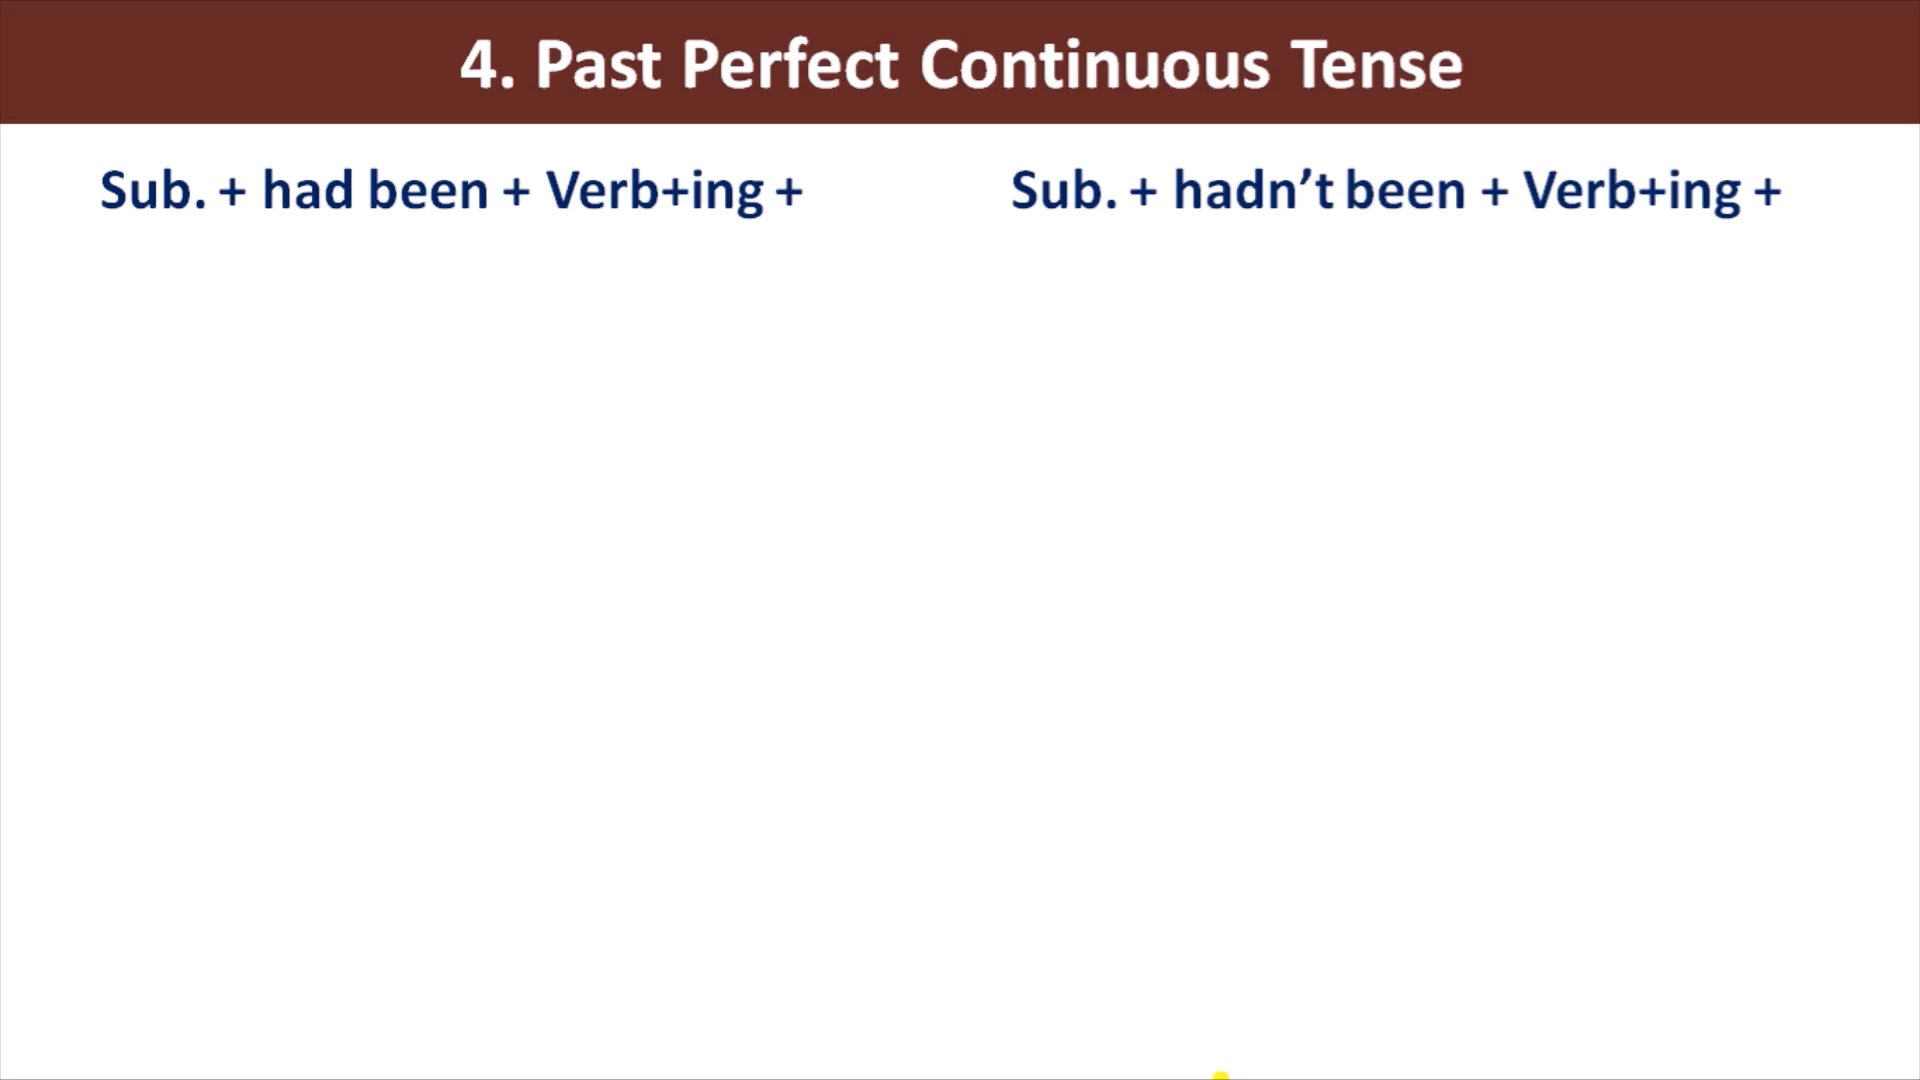 4. Past Perfect Continuous Tense
Sub. + had been + Verb+ing +
Sub. + hadn’t been + Verb+ing +